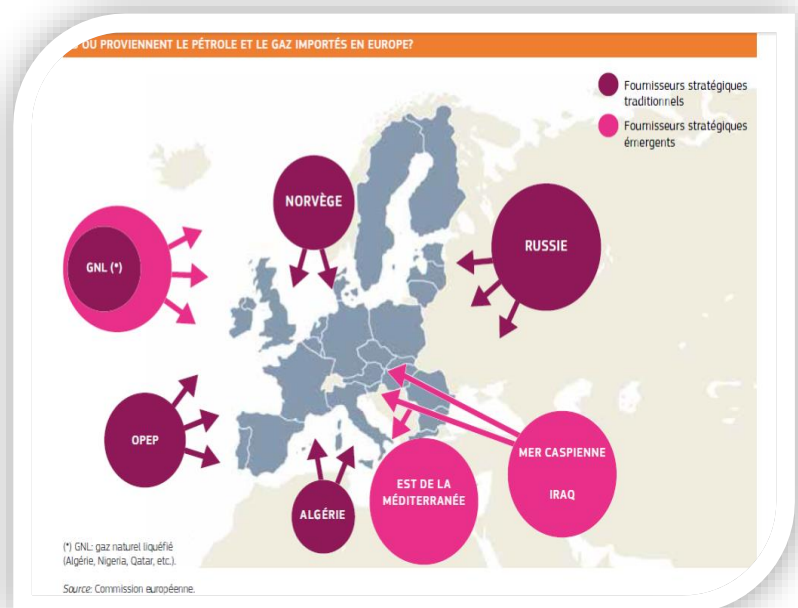 OÙ PROVIENNENT LE PÉTROLE ET LE GAZ IMPORTÉS EN EUROPE?
Fournisseurs stratégiques
traditionnels
Fournisseurs stratégiques
émergents
NORVÈGE
RUSSIE
GNL (*)
OPEP
MER CASPIENNE
IRAQ
EST DE LA
MÉDITERRANÉE
ALGÉRIE
(*) GNL: gaz naturel liquéfié
(Algérie, Nigeria, Qatar, etc.).
Source: Commission européenne.